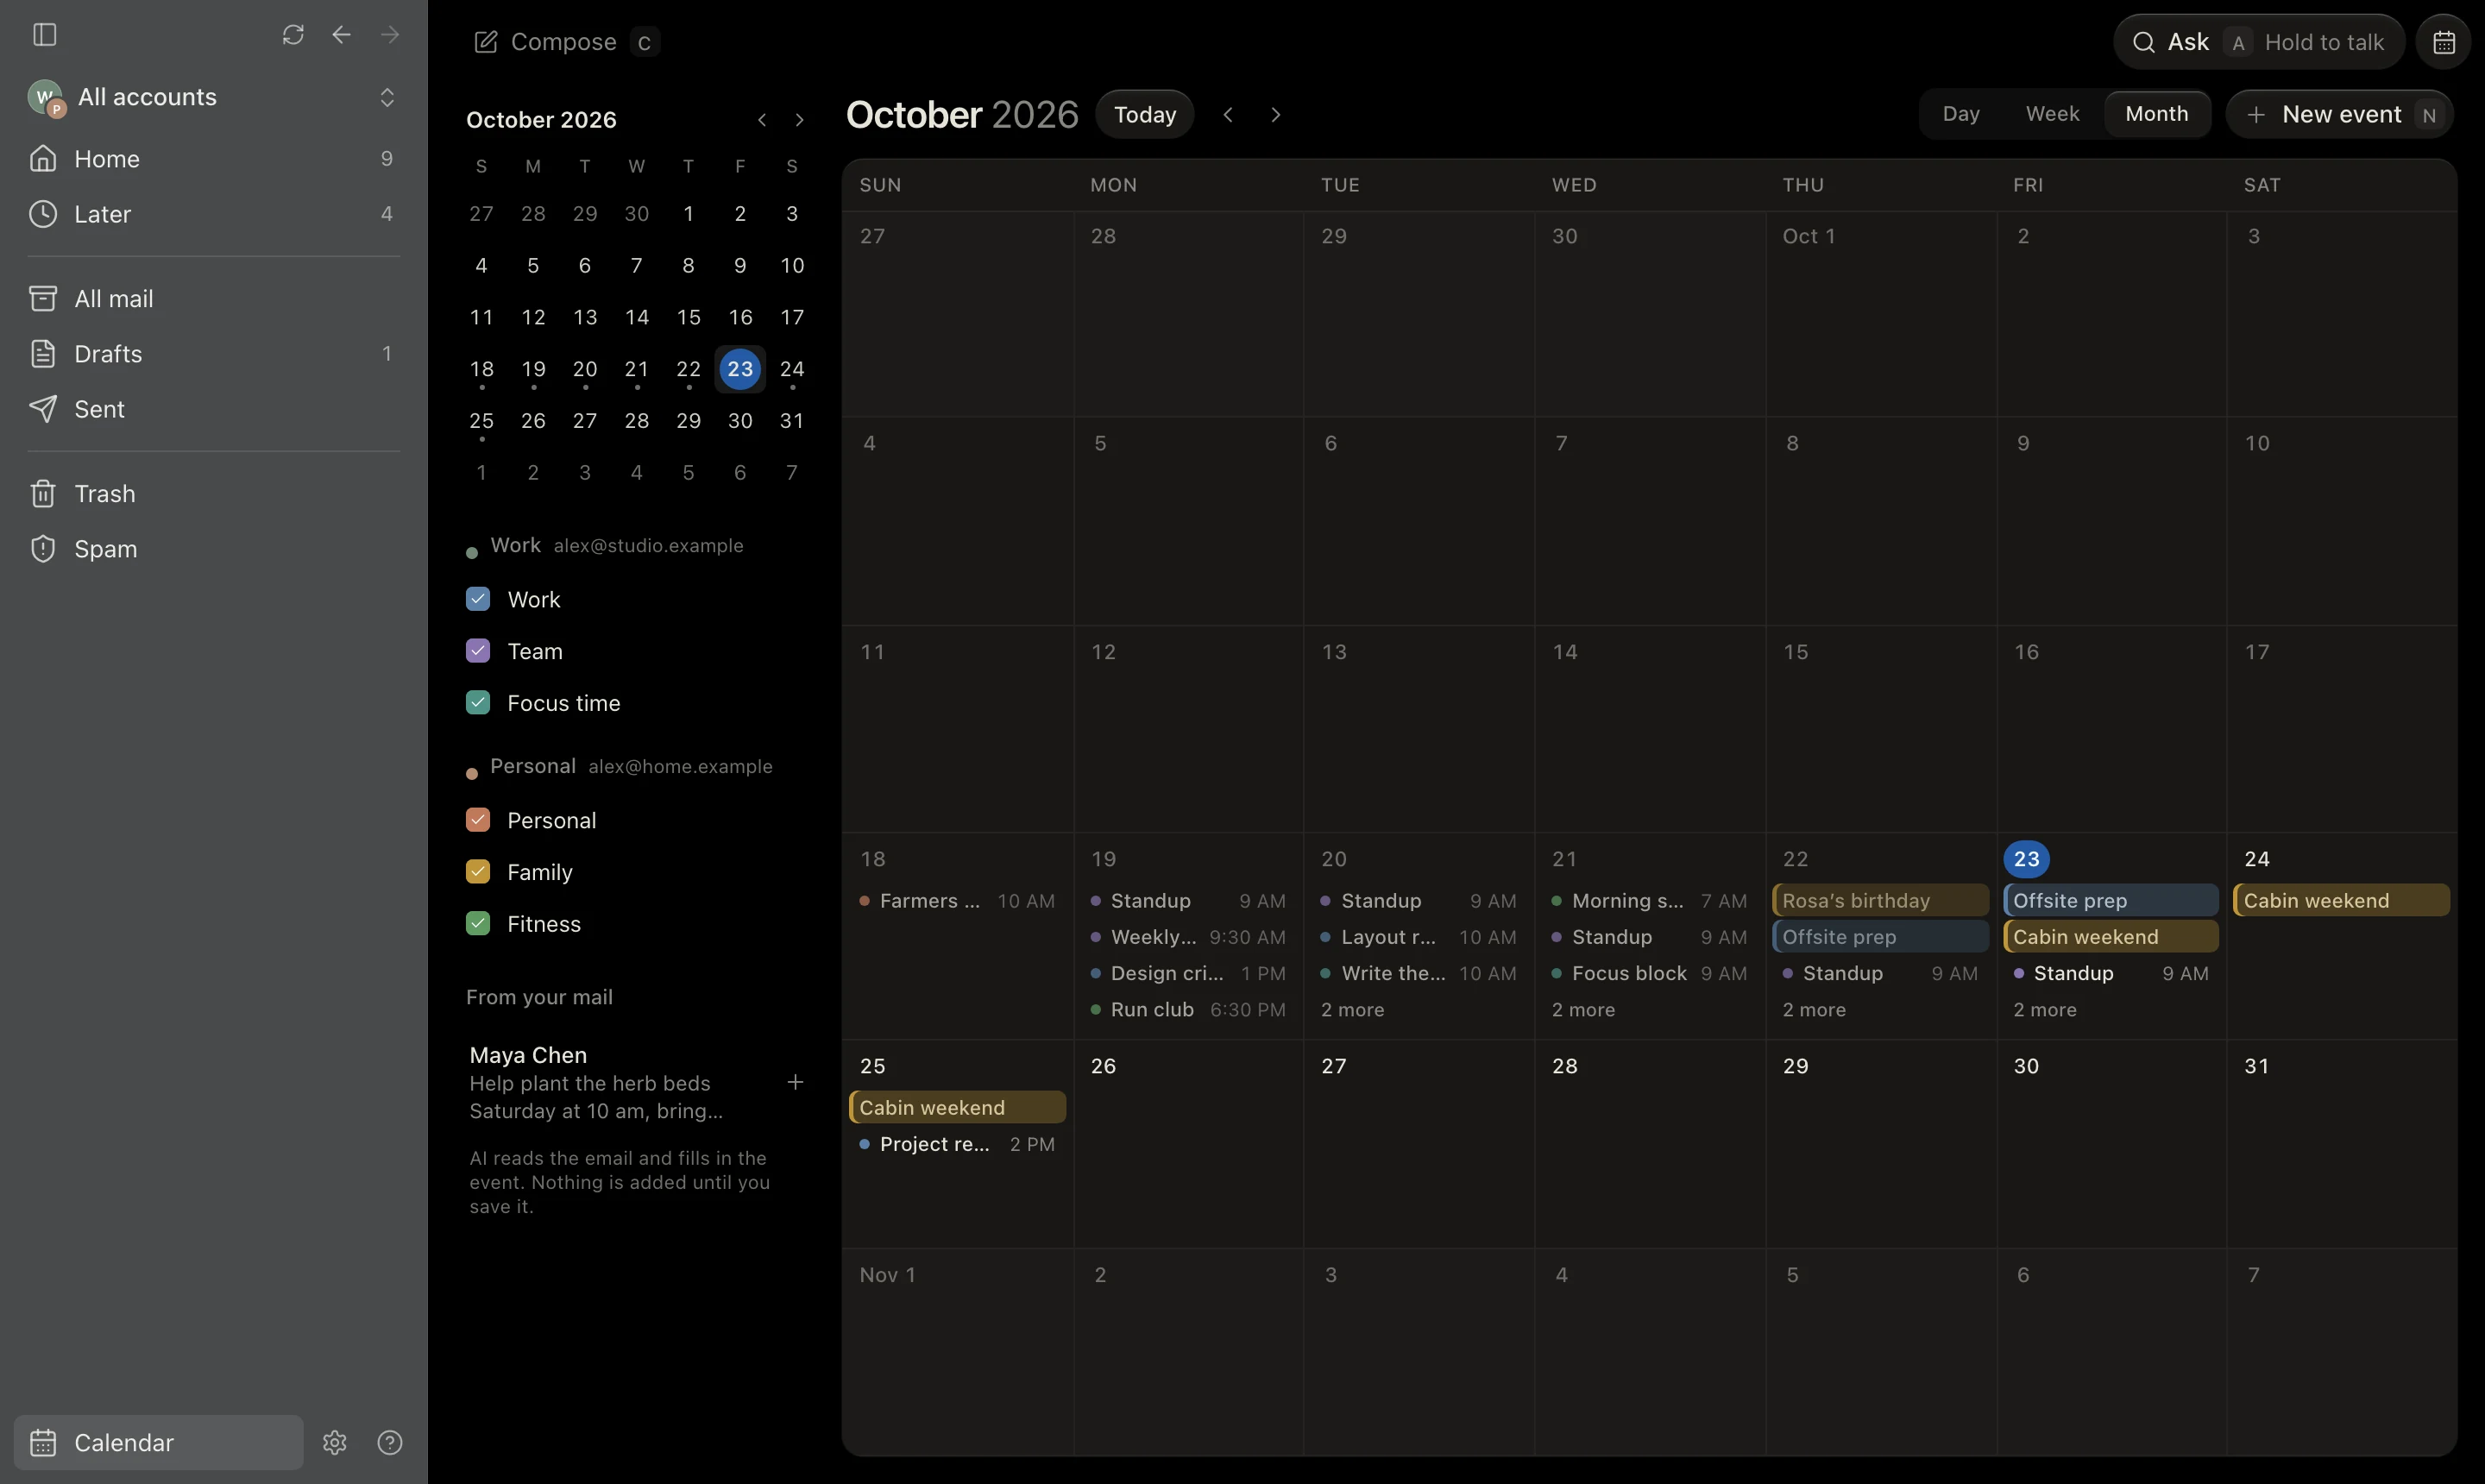 W
P
All accounts
Home 9
Later 4
All mail
Drafts 1
Sent
Trash
Spam
Calendar
Compose C
October 2026
S M T W T F S
27 28 29 30 1 2 3
4 5 6 7 8 9 10
11 12 13 14 15 16 17
18 19 20 21 22 23 24
25 26 27 28 29 30 31
1 2 3 4 5 6 7
Work alex@studio.example
Work
Team
Focus time
Personal alex@home.example
Personal
Family
Fitness
From your mail
Maya Chen
Help plant the herb beds
Saturday at 10 am, bring...
AI reads the email and fills in the
event. Nothing is added until you
save it.
Ask A Hold to talk
October 2026 Today
Day Week Month
New event N
SUN MON TUE WED THU FRI SAT
27 28 29 30 Oct 1 2 3
4 5 6 7 8 9 10
11 12 13 14 15 16 17
18
Farmers ... 10 AM
19
Standup 9 AM
Weekly... 9:30 AM
Design cri... 1 PM
Run club 6:30 PM
20
Standup 9 AM
Layout r... 10 AM
Write the... 10 AM
2 more
21
Morning s... 7 AM
Standup 9 AM
Focus block 9 AM
2 more
22
Rosa’s birthday
Offsite prep
Standup 9 AM
2 more
23
Offsite prep
Cabin weekend
Standup 9 AM
2 more
24
Cabin weekend
25
Cabin weekend
Project re... 2 PM
26 27 28 29 30 31
Nov 1 2 3 4 5 6 7